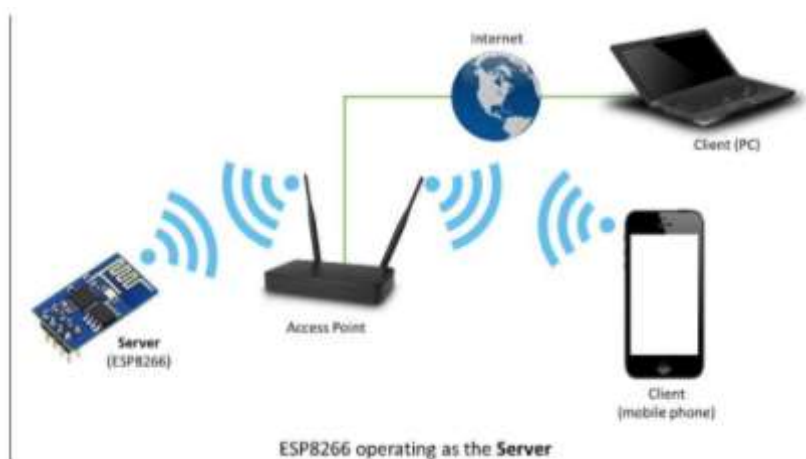 Internet
Client (PC)
Access Point
Server
(ESP8266)
Client
(mobile phone)
ESP8266 operating as the Server